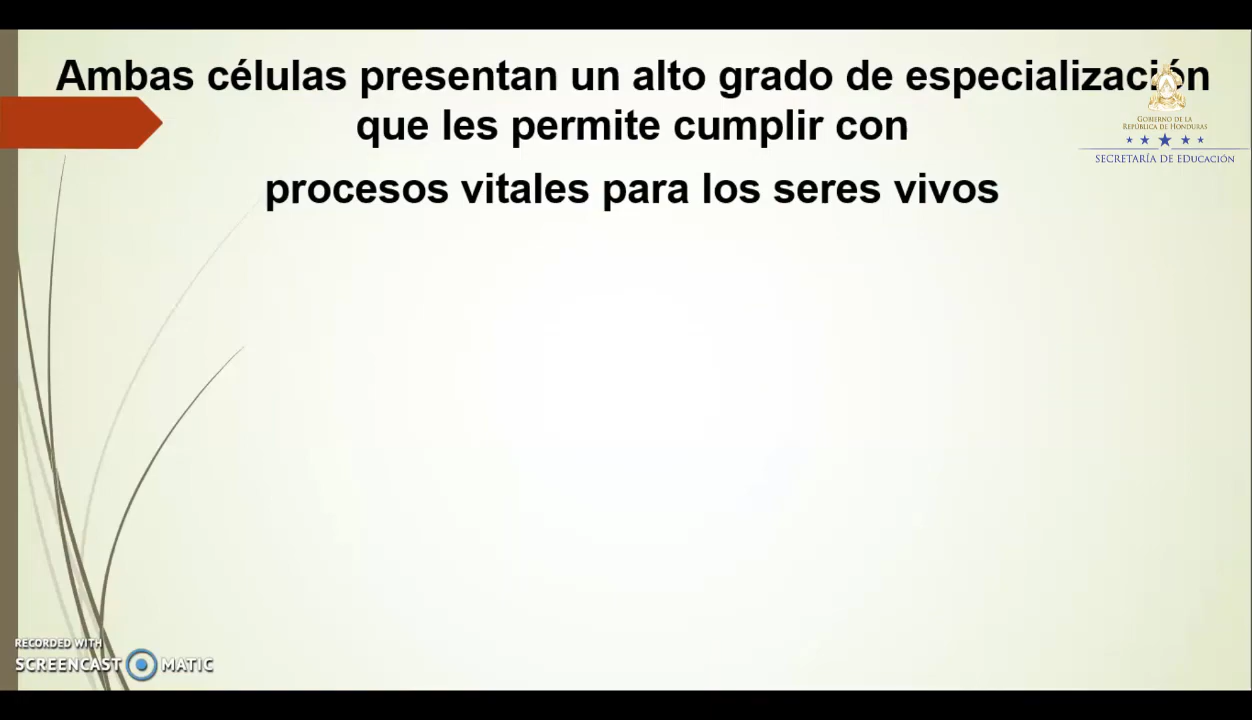 Ambas células presentan un alto grado de especialización
que les permite cumplir con
procesos vitales para los seres vivos
GOBIERNO DE LA
REPÚBLICA DE HONDURAS
SECRETARÍA DE EDUCACIÓN
RECORDED WITH
SCREENCAST MATIC